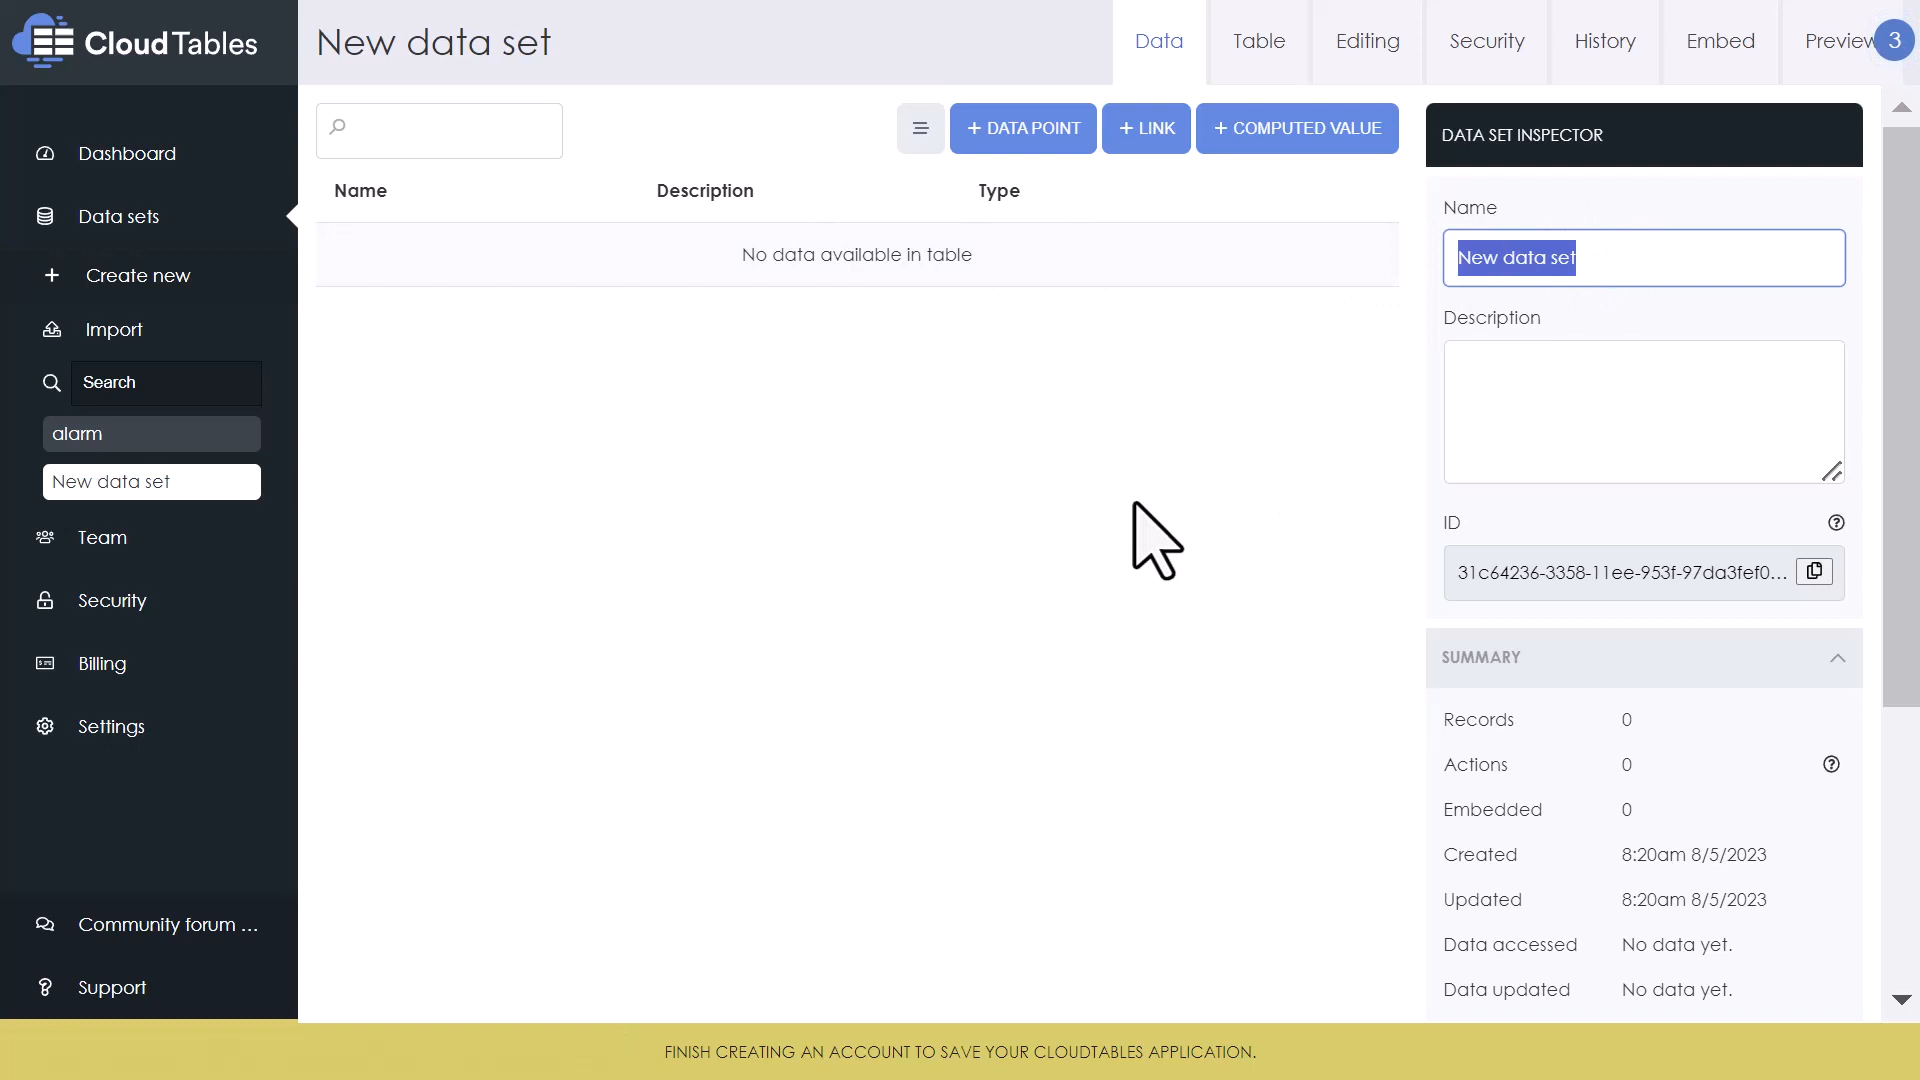 CloudTables
New data set
Data
Table
Editing
Security
History
Embed
Preview
3
Dashboard
Data sets
Create new
Import
Search
alarm
New data set
Team
Security
Billing
Settings
Community forum ...
Support
+ DATA POINT
+ LINK
+ COMPUTED VALUE
Name Description Type
No data available in table
DATA SET INSPECTOR
Name
New data set
Description
ID
31c64236-3358-11ee-953f-97da3fef0...
SUMMARY
Records 0
Actions 0
Embedded 0
Created 8:20am 8/5/2023
Updated 8:20am 8/5/2023
Data accessed No data yet.
Data updated No data yet.
FINISH CREATING AN ACCOUNT TO SAVE YOUR CLOUDTABLES APPLICATION.